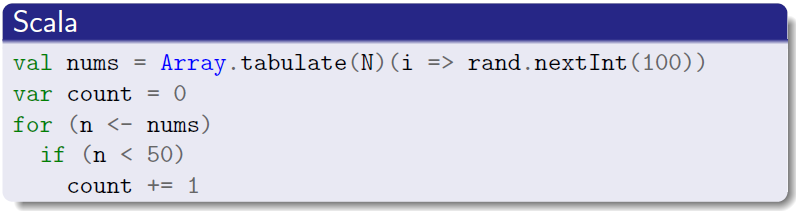 Scala
val nums = Array.tabulate(N)(i => rand.nextInt(100))
var count = 0
for (n <- nums)
  if (n < 50)
    count += 1